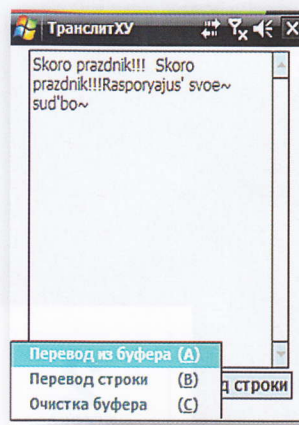 ТранслитХУ
Skoro prazdnik!!! Skoro
prazdnik!!!Rasporyajus' svoe~
sud'bo~
Перевод из буфера (A)
Перевод строки (B)
д строки
Очистка буфера (C)